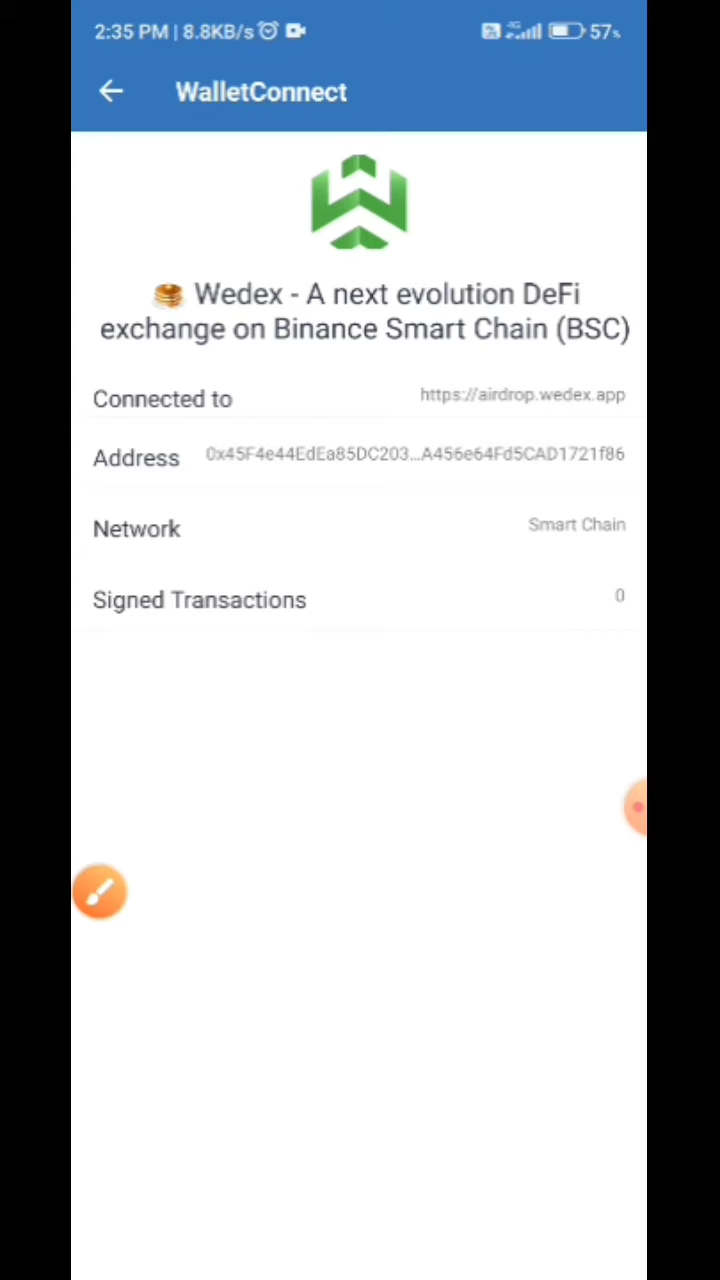 2:35 PM | 8.8KB/s 4G 57%
WalletConnect
🥞 Wedex - A next evolution DeFi
exchange on Binance Smart Chain (BSC)
Connected to https://airdrop.wedex.app
Address 0x45F4e44EdEa85DC203...A456e64Fd5CAD1721f86
Network Smart Chain
Signed Transactions 0